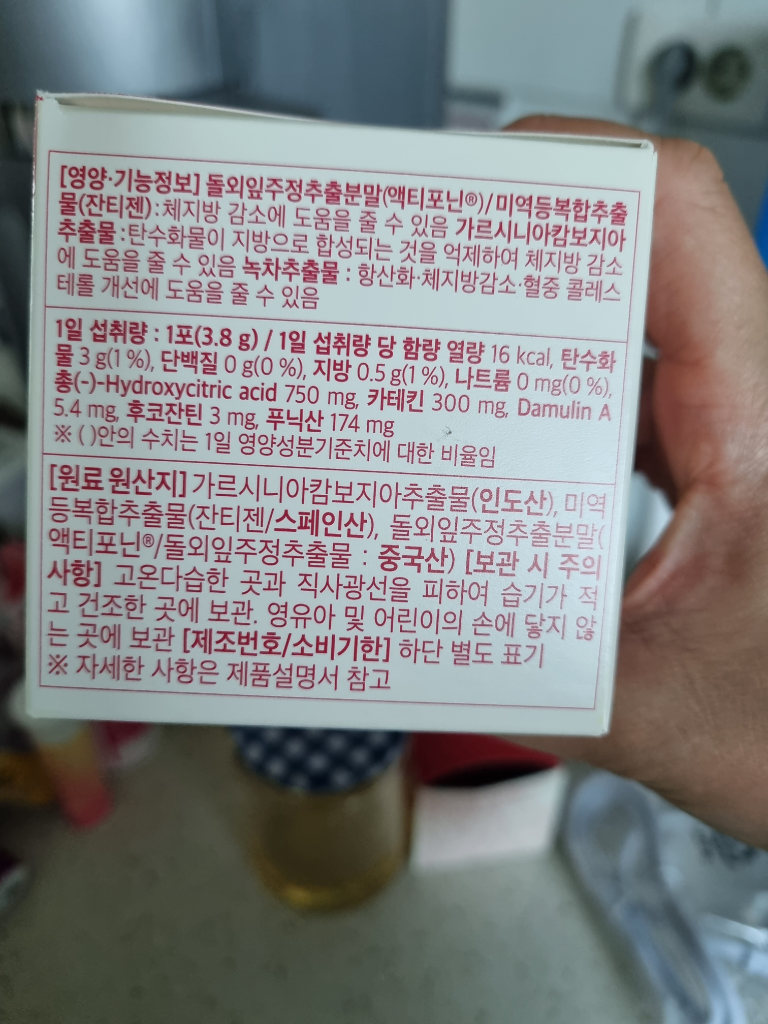 [영양·기능정보] 돌외잎주정추출분말(액티포닌®)/미역등복합추출
물(잔티젠):체지방 감소에 도움을 줄 수 있음 가르시니아캄보지아
추출물:탄수화물이 지방으로 합성되는 것을 억제하여 체지방 감소
에 도움을 줄 수 있음 녹차추출물 : 항산화·체지방감소·혈중 콜레스
테롤 개선에 도움을 줄 수 있음
1일 섭취량 : 1포(3.8 g) / 1일 섭취량 당 함량 열량 16 kcal, 탄수화
물 3 g(1 %), 단백질 0 g(0 %), 지방 0.5 g(1 %), 나트륨 0 mg(0 %),
총(-)-Hydroxycitric acid 750 mg, 카테킨 300 mg, Damulin A
5.4 mg, 후코잔틴 3 mg, 푸닉산 174 mg
※ ( )안의 수치는 1일 영양성분기준치에 대한 비율임
[원료 원산지] 가르시니아캄보지아추출물(인도산), 미역
등복합추출물(잔티젠/스페인산), 돌외잎주정추출분말(
액티포닌®/돌외잎주정추출물 : 중국산) [보관 시 주의
사항] 고온다습한 곳과 직사광선을 피하여 습기가 적
고 건조한 곳에 보관. 영유아 및 어린이의 손에 닿지 않
는 곳에 보관 [제조번호/소비기한] 하단 별도 표기
※ 자세한 사항은 제품설명서 참고